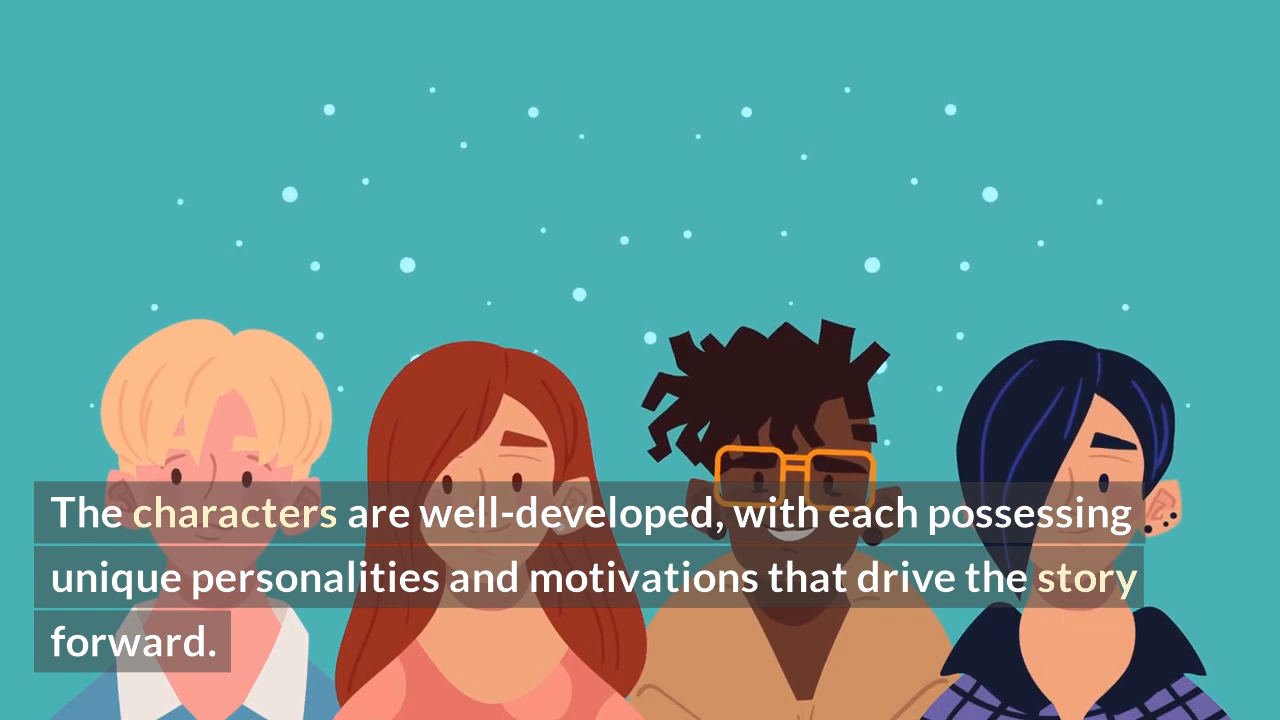 The characters are well-developed, with each possessing
unique personalities and motivations that drive the story
forward.